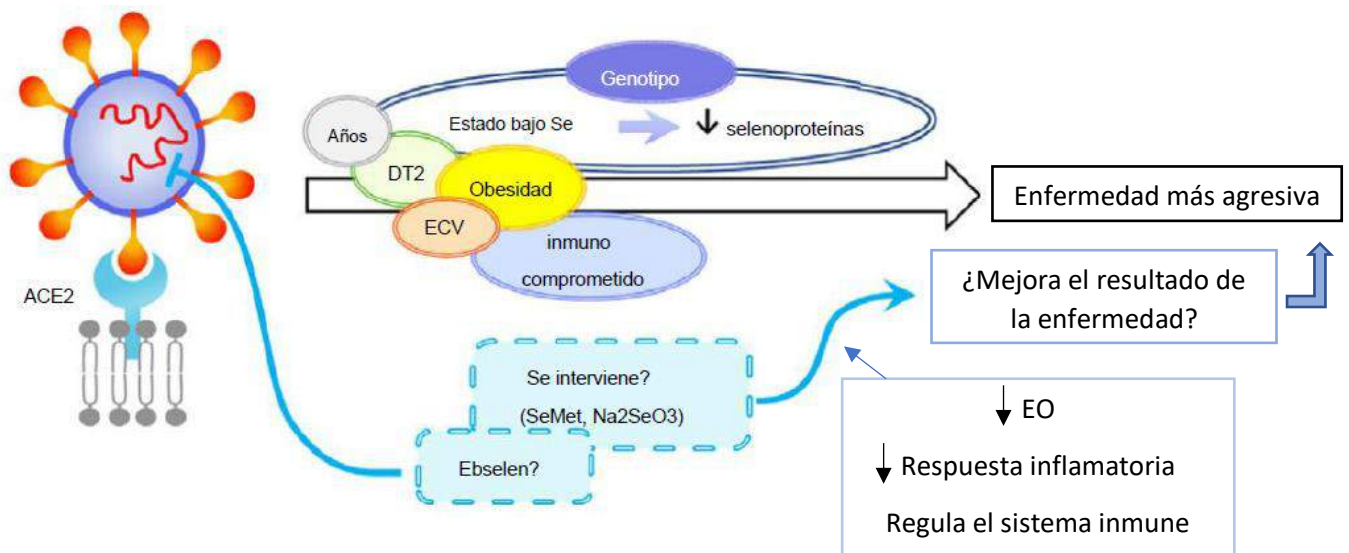 Genotipo
Años
Estado bajo Se
↓ selenoproteínas
DT2
Obesidad
Enfermedad más agresiva
ECV
inmuno
comprometido
ACE2
¿Mejora el resultado de
la enfermedad?
Se interviene?
(SeMet, Na2SeO3)
Ebselen?
↓ EO
↓ Respuesta inflamatoria
Regula el sistema inmune